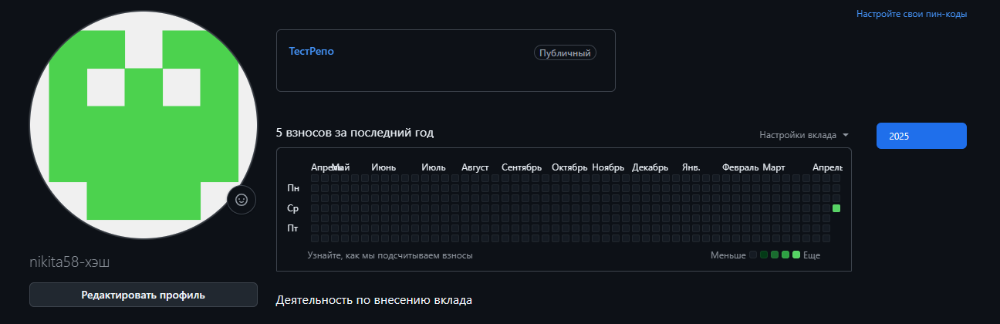 Настройте свои пин-коды
ТестРепо
Публичный
5 взносов за последний год
Настройки вклада
2025
Апрель Май Июнь Июль Август Сентябрь Октябрь Ноябрь Декабрь Янв. Февраль Март Апрель
Пн
Ср
Пт
Узнайте, как мы подсчитываем взносы
Меньше Еще
nikita58-хэш
Редактировать профиль
Деятельность по внесению вклада